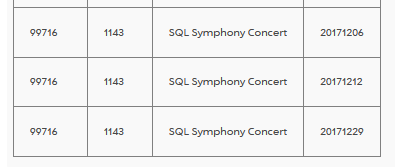 99716 1143 SQL Symphony Concert 20171206
99716 1143 SQL Symphony Concert 20171212
99716 1143 SQL Symphony Concert 20171229